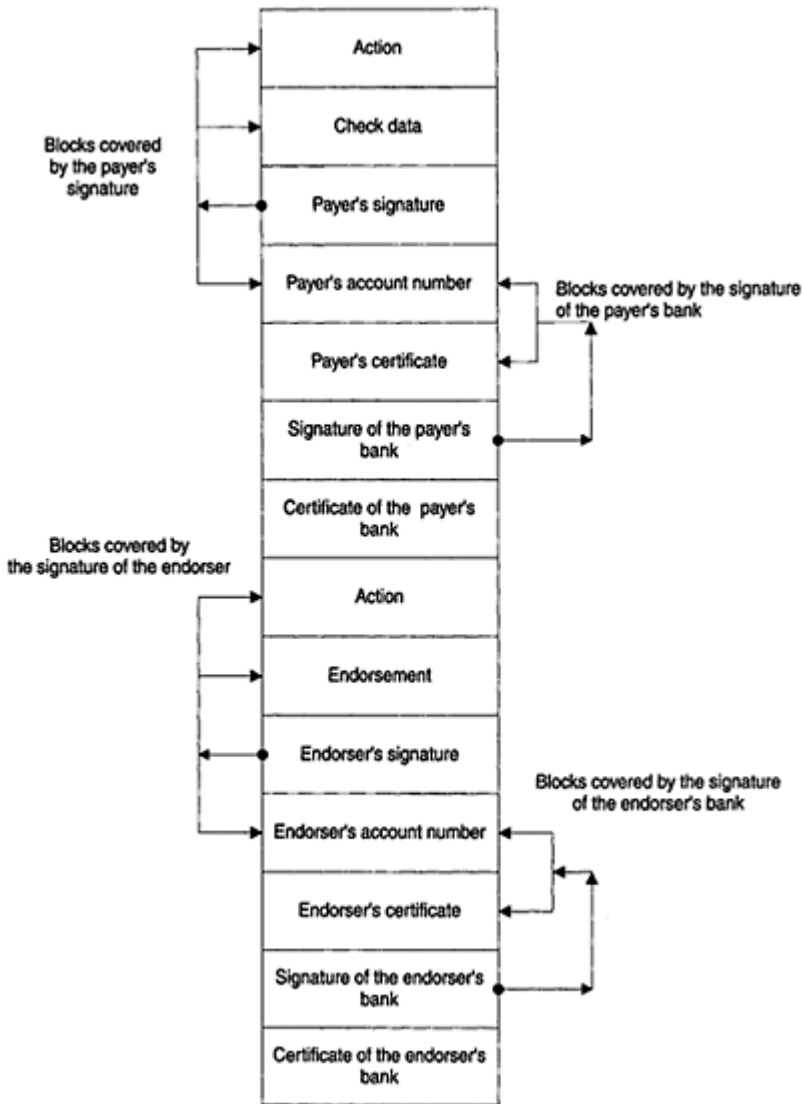 Action
Check data
Blocks covered
by the payer's
signature
Payer's signature
Payer's account number
Blocks covered by the signature
of the payer's bank
Payer's certificate
Signature of the payer's
bank
Certificate of the payer's
bank
Blocks covered by
the signature of the endorser
Action
Endorsement
Endorser's signature
Blocks covered by the signature
of the endorser's bank
Endorser's account number
Endorser's certificate
Signature of the endorser's
bank
Certificate of the endorser's
bank